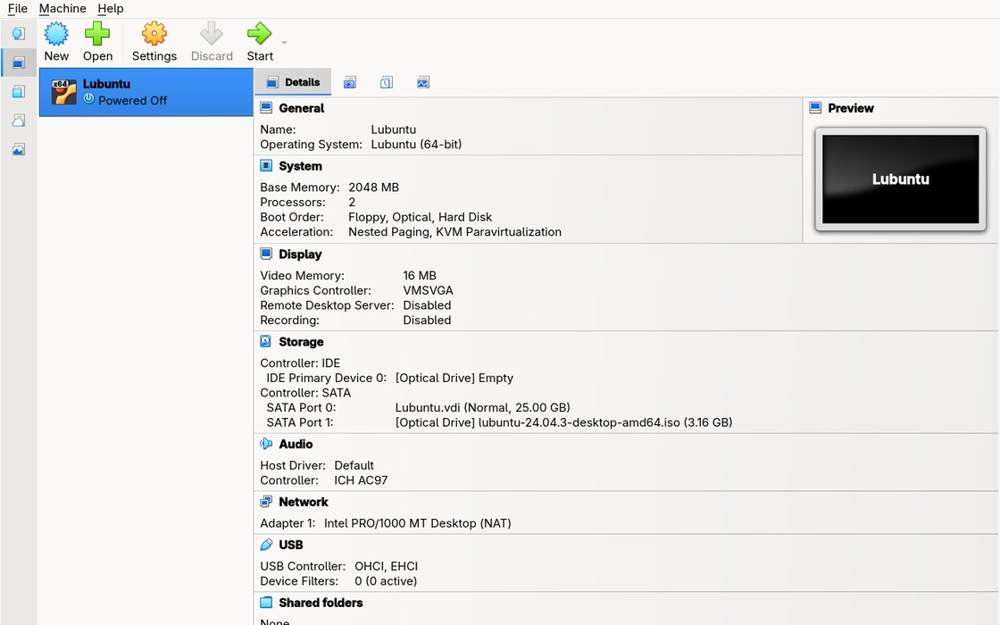 File Machine Help
New Open Settings Discard Start
x64 Lubuntu
Powered Off
Details
General
Name: Lubuntu
Operating System: Lubuntu (64-bit)
Preview
Lubuntu
System
Base Memory: 2048 MB
Processors: 2
Boot Order: Floppy, Optical, Hard Disk
Acceleration: Nested Paging, KVM Paravirtualization
Display
Video Memory: 16 MB
Graphics Controller: VMSVGA
Remote Desktop Server: Disabled
Recording: Disabled
Storage
Controller: IDE
IDE Primary Device 0: [Optical Drive] Empty
Controller: SATA
SATA Port 0: Lubuntu.vdi (Normal, 25.00 GB)
SATA Port 1: [Optical Drive] lubuntu-24.04.3-desktop-amd64.iso (3.16 GB)
Audio
Host Driver: Default
Controller: ICH AC97
Network
Adapter 1: Intel PRO/1000 MT Desktop (NAT)
USB
USB Controller: OHCI, EHCI
Device Filters: 0 (0 active)
Shared folders
None